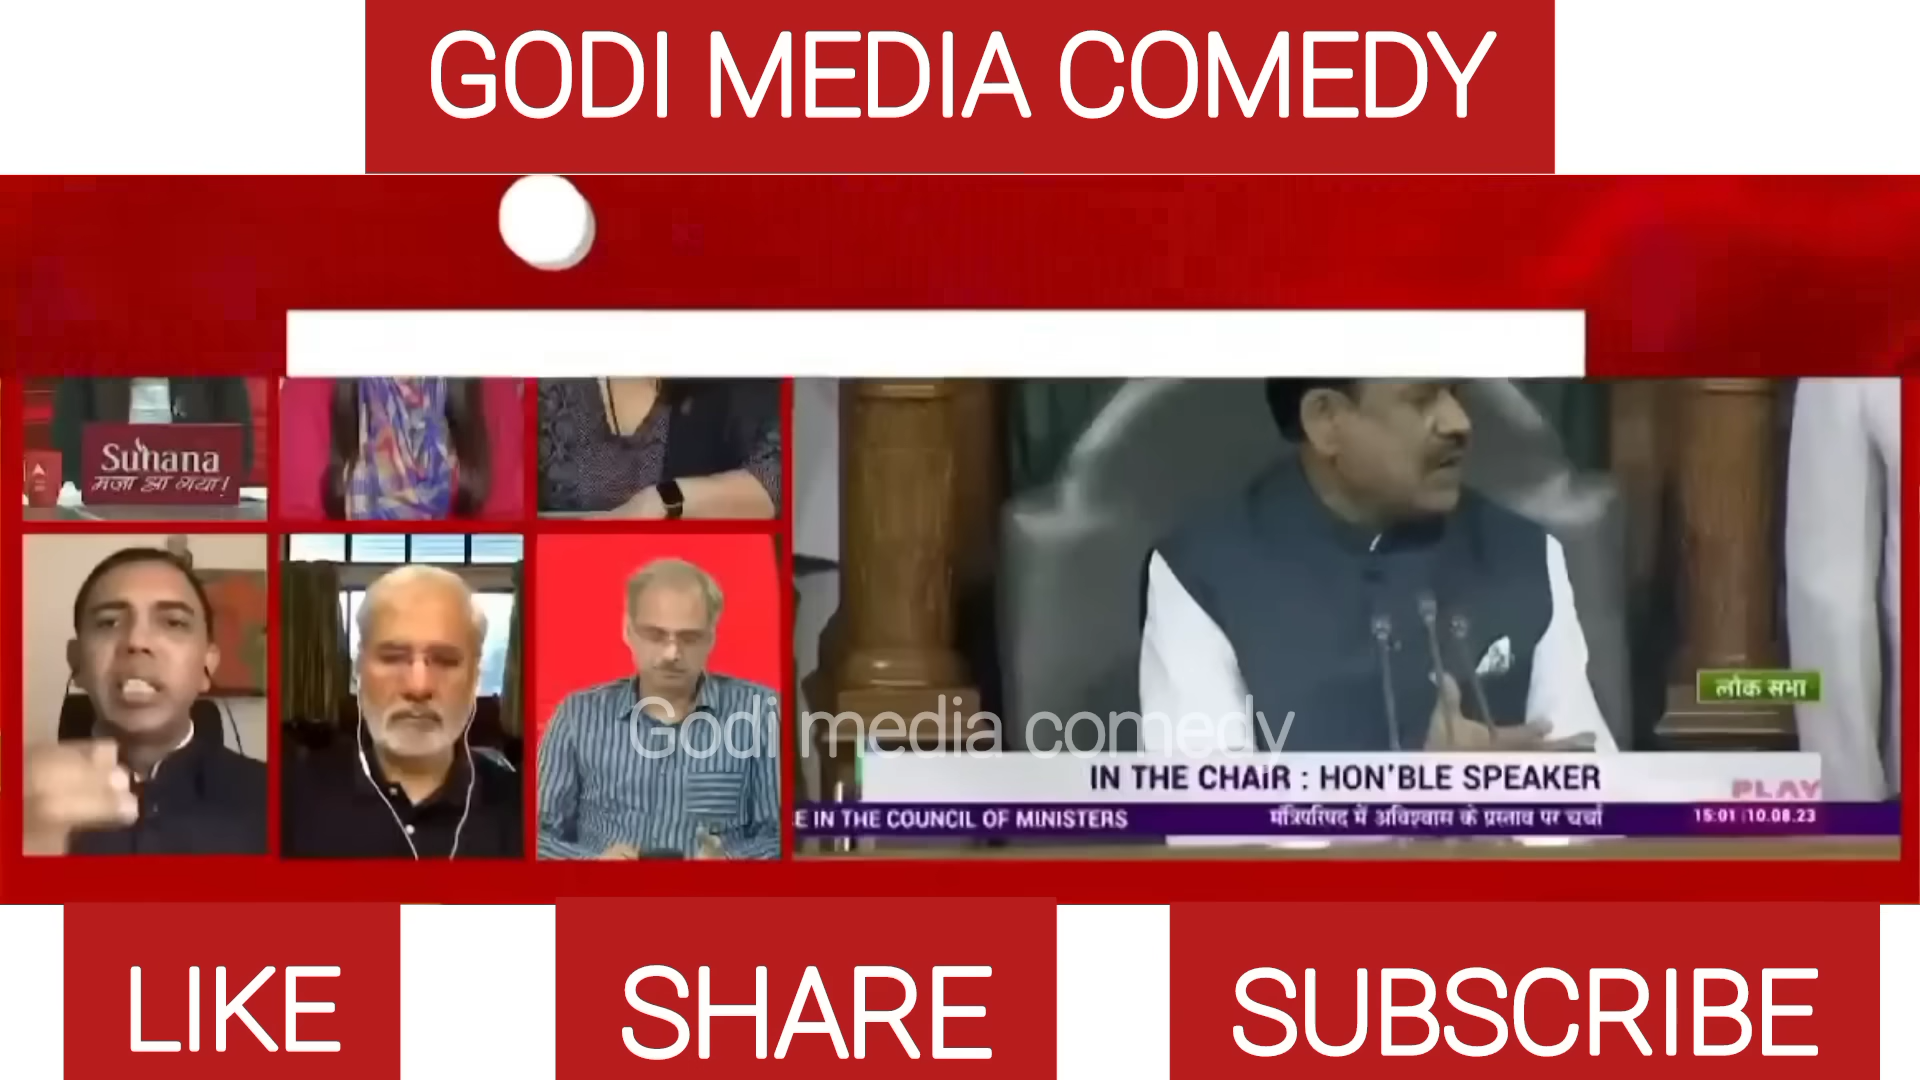 GODI MEDIA COMEDY
Suhana
मज़ा आ गया!
लोक सभा
Godi media comedy
IN THE CHAIR : HON'BLE SPEAKER
PLAY
E IN THE COUNCIL OF MINISTERS
मंत्रिपरिषद में अविश्वास के प्रस्ताव पर चर्चा
15:01 10.08.23
LIKE
SHARE
SUBSCRIBE